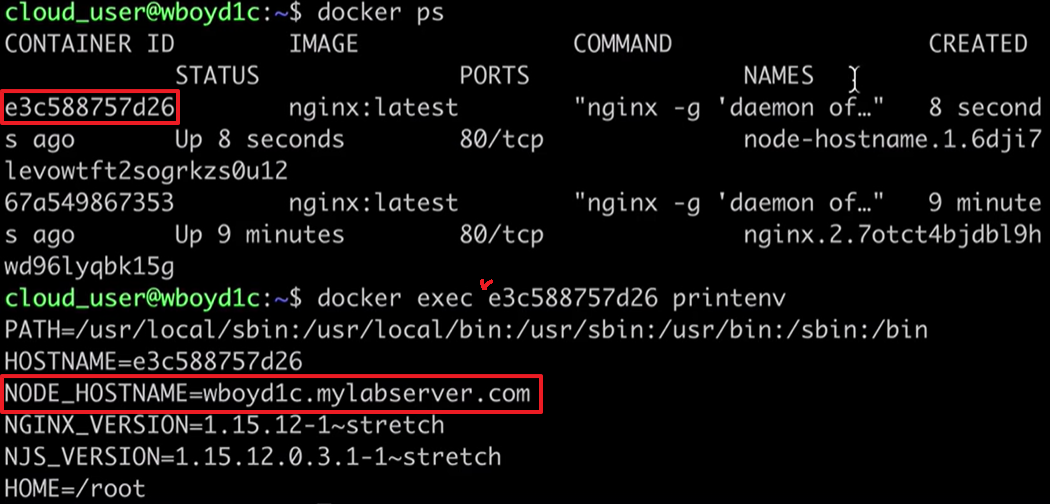 cloud_user@wboyd1c:~$ docker ps
CONTAINER ID        IMAGE               COMMAND                  CREATED
            STATUS              PORTS               NAMES
e3c588757d26        nginx:latest        "nginx -g 'daemon of…"   8 second
s ago       Up 8 seconds        80/tcp              node-hostname.1.6dji7
levowtft2sogrkzs0u12
67a549867353        nginx:latest        "nginx -g 'daemon of…"   9 minute
s ago       Up 9 minutes        80/tcp              nginx.2.7otct4bjdbl9h
wd96lyqbk15g
cloud_user@wboyd1c:~$ docker exec e3c588757d26 printenv
PATH=/usr/local/sbin:/usr/local/bin:/usr/sbin:/usr/bin:/sbin:/bin
HOSTNAME=e3c588757d26
NODE_HOSTNAME=wboyd1c.mylabserver.com
NGINX_VERSION=1.15.12-1~stretch
NJS_VERSION=1.15.12.0.3.1-1~stretch
HOME=/root